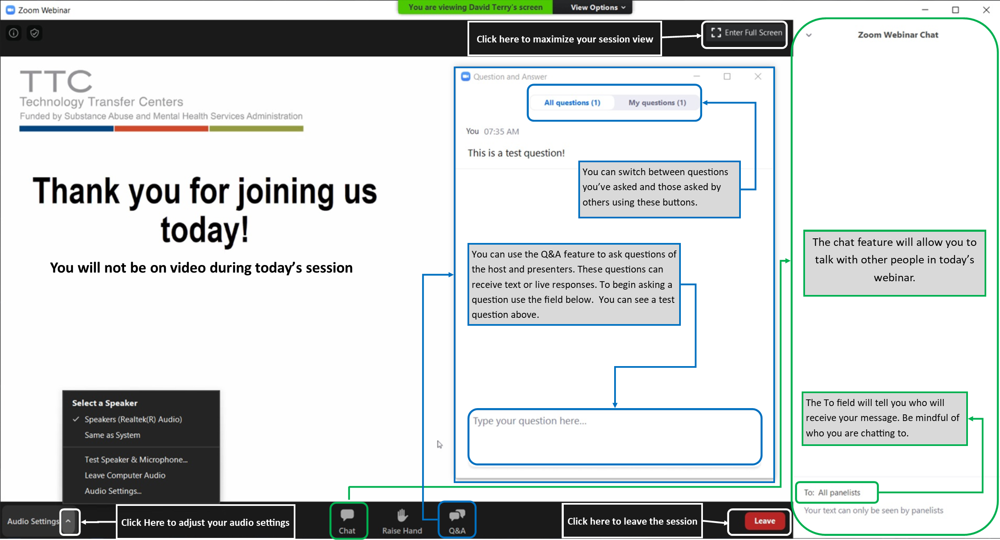 Zoom Webinar
You are viewing David Terry's screen
View Options
Click here to maximize your session view
Enter Full Screen
Zoom Webinar Chat
TTC
Technology Transfer Centers
Funded by Substance Abuse and Mental Health Services Administration
Thank you for joining us
today!
You will not be on video during today’s session
Question and Answer
All questions (1)
My questions (1)
You 07:35 AM
This is a test question!
You can switch between questions
you’ve asked and those asked by
others using these buttons.
You can use the Q&A feature to ask questions of
the host and presenters. These questions can
receive text or live responses. To begin asking a
question use the field below.  You can see a test
question above.
Type your question here...
The chat feature will allow you to
talk with other people in today’s
webinar.
The To field will tell you who will
receive your message. Be mindful of
who you are chatting to.
To: All panelists
Your text can only be seen by panelists
Select a Speaker
Speakers (Realtek(R) Audio)
Same as System
Test Speaker & Microphone...
Leave Computer Audio
Audio Settings...
Audio Settings
Click Here to adjust your audio settings
Chat
Raise Hand
Q&A
Click here to leave the session
Leave